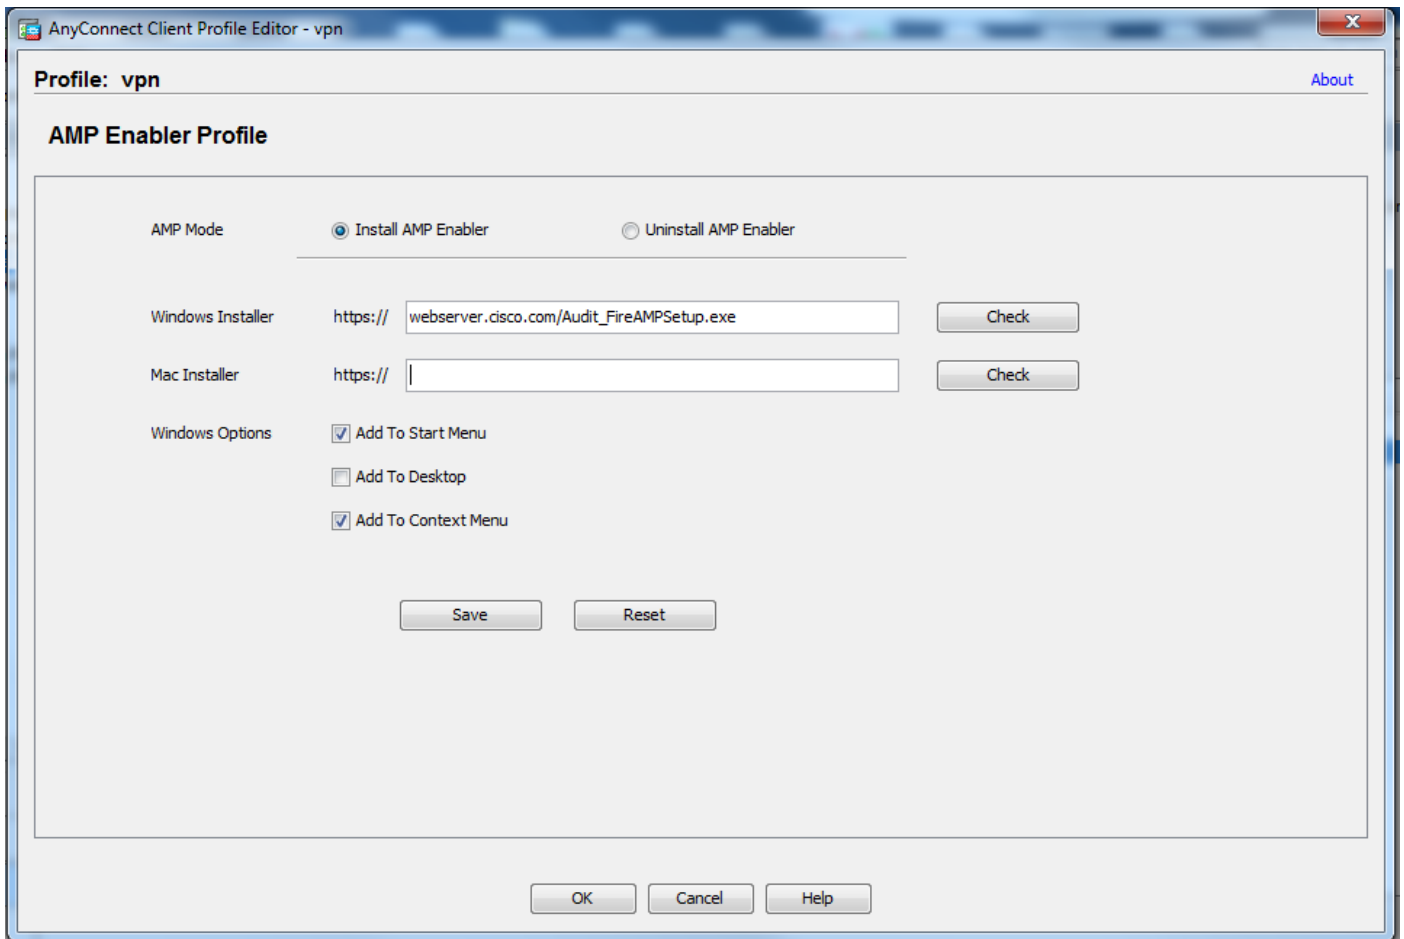 AnyConnect Client Profile Editor - vpn
Profile: vpn
About
AMP Enabler Profile
AMP Mode
Install AMP Enabler
Uninstall AMP Enabler
Windows Installer
https://
webserver.cisco.com/Audit_FireAMPSetup.exe
Check
Mac Installer
https://
Check
Windows Options
Add To Start Menu
Add To Desktop
Add To Context Menu
Save
Reset
OK
Cancel
Help